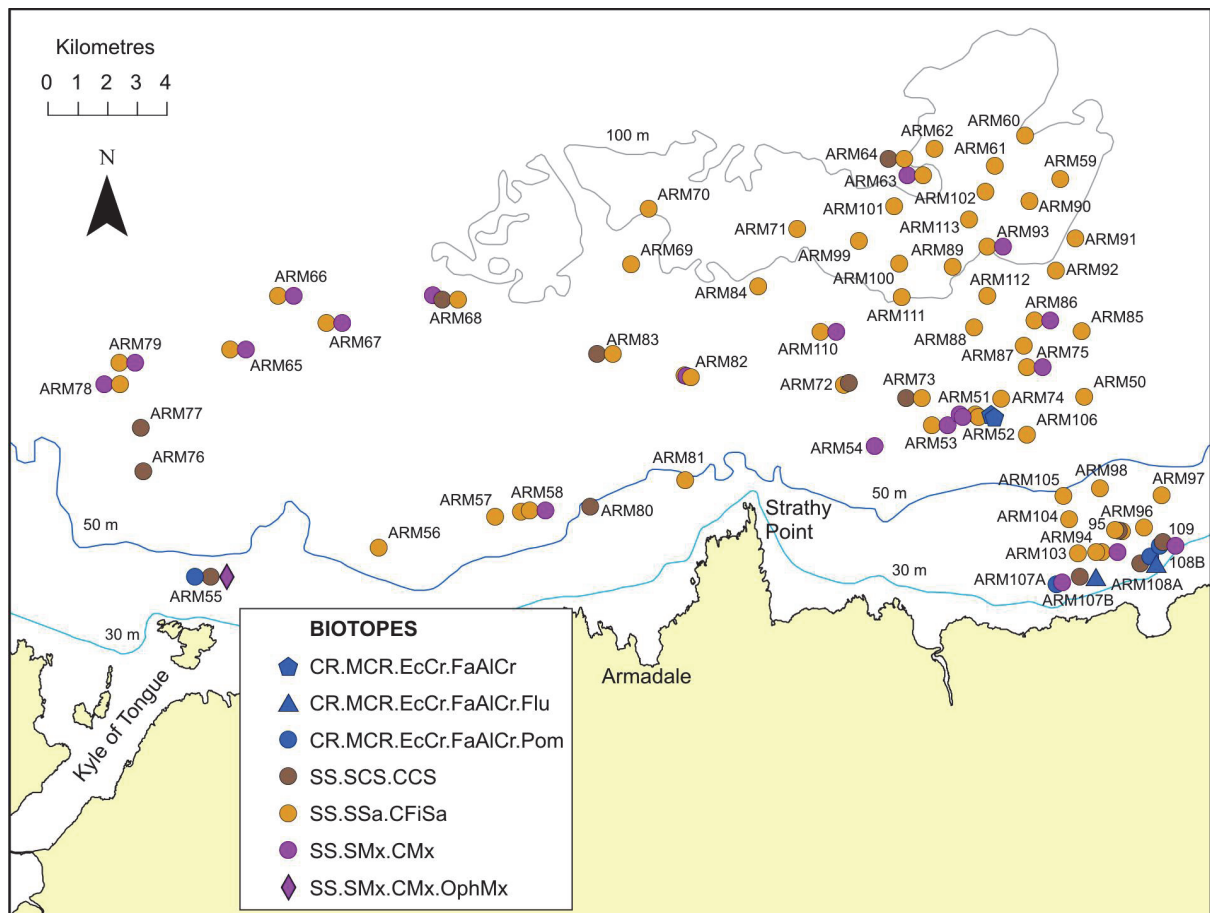 Kilometres
0 1 2 3 4
N
100 m
ARM60
ARM62
ARM61
ARM64
ARM59
ARM63
ARM102
ARM70
ARM101
ARM90
ARM113
ARM71
ARM93
ARM91
ARM99
ARM89
ARM69
ARM92
ARM66
ARM100
ARM112
ARM84
ARM68
ARM111
ARM86
ARM85
ARM67
ARM88
ARM79
ARM83
ARM110
ARM87
ARM65
ARM75
ARM82
ARM78
ARM72
ARM73
ARM50
ARM51
ARM74
ARM77
ARM106
ARM53
ARM52
ARM54
ARM76
ARM81
ARM105
ARM98
ARM97
ARM57
ARM58
ARM80
Strathy
Point
50 m
50 m
ARM104
ARM96
95
109
ARM56
ARM94
ARM103
108B
30 m
ARM107A
ARM108A
ARM55
ARM107B
30 m
Kyle of Tongue
Armadale
BIOTOPES
CR.MCR.EcCr.FaAlCr
CR.MCR.EcCr.FaAlCr.Flu
CR.MCR.EcCr.FaAlCr.Pom
SS.SCS.CCS
SS.SSa.CFiSa
SS.SMx.CMx
SS.SMx.CMx.OphMx